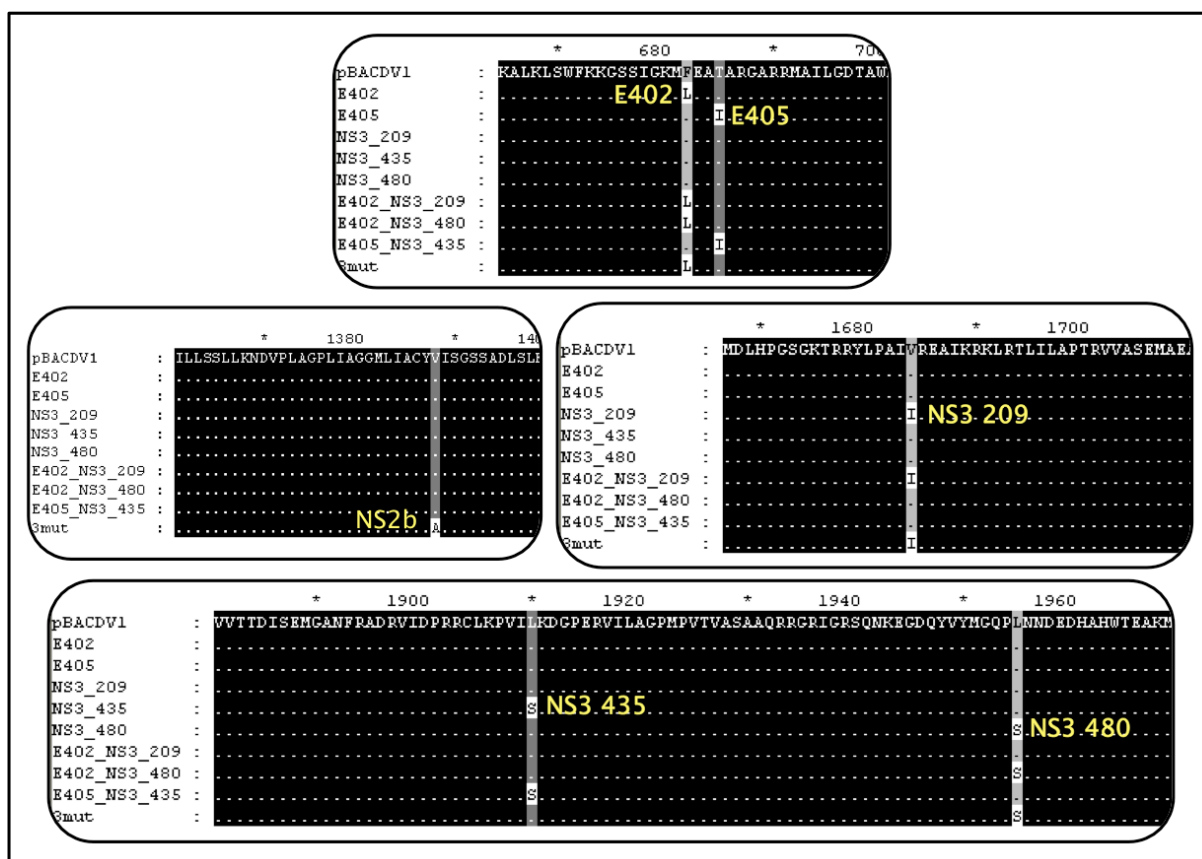 * 680 * 700
pBACDV1 : KALKLSWFKKGSSIGKMFEATARGARRMAILGDTAW
E402 : E402 L
E405 : I E405
NS3_209 :
NS3_435 :
NS3_480 :
E402_NS3_209 : L
E402_NS3_480 : L
E405_NS3_435 : I
3mut : L
* 1380 *
pBACDV1 : ILLSSLLKNDVPLAGPLIAGGMLIACYVISGSSADLSL
E402 :
E405 :
NS3_209 :
NS3_435 :
NS3_480 :
E402_NS3_209 :
E402_NS3_480 :
E405_NS3_435 :
3mut : NS2b A
* 1680 * 1700
pBACDV1 : MDLHPGSGKTRRYLPAIVREAIKRKLRTLILAPTRVVASEMAEA
E402 :
E405 :
NS3_209 : I NS3 209
NS3_435 :
NS3_480 :
E402_NS3_209 : I
E402_NS3_480 :
E405_NS3_435 :
3mut : I
* 1900 * 1920 * 1940 * 1960
pBACDV1 : VVTTDISEMGANFRADRVIDPRRCLKPVILKDGPERVILAGPMPVTVASAAQRRGRIGRSQNKEGDQYVYMGQPLNNDEDHAHWTEAKM
E402 :
E405 :
NS3_209 :
NS3_435 : S NS3 435
NS3_480 : S NS3 480
E402_NS3_209 :
E402_NS3_480 : S
E405_NS3_435 : S
3mut : S